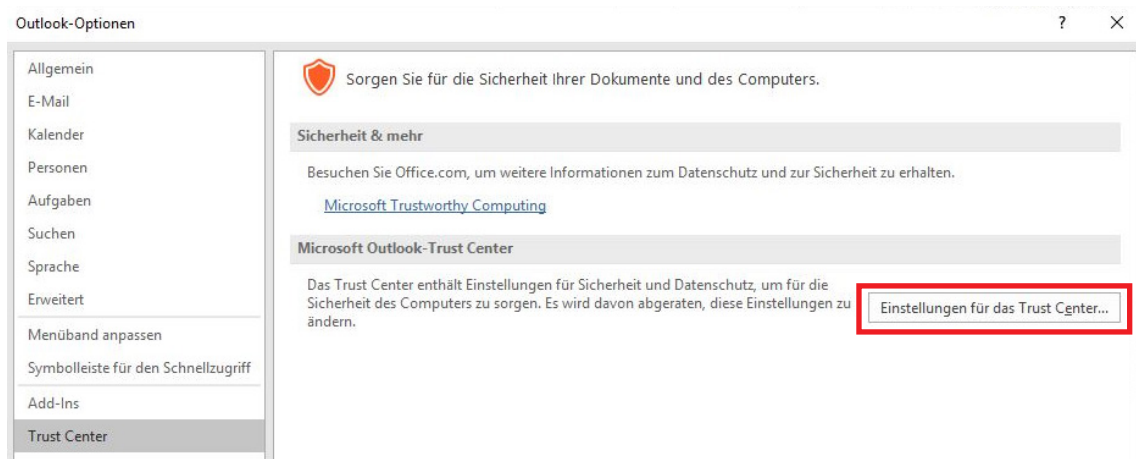 Outlook-Optionen
?
×
Allgemein
E-Mail
Kalender
Personen
Aufgaben
Suchen
Sprache
Erweitert
Menüband anpassen
Symbolleiste für den Schnellzugriff
Add-Ins
Trust Center
Sorgen Sie für die Sicherheit Ihrer Dokumente und des Computers.
Sicherheit & mehr
Besuchen Sie Office.com, um weitere Informationen zum Datenschutz und zur Sicherheit zu erhalten.
Microsoft Trustworthy Computing
Microsoft Outlook-Trust Center
Das Trust Center enthält Einstellungen für Sicherheit und Datenschutz, um für die
Sicherheit des Computers zu sorgen. Es wird davon abgeraten, diese Einstellungen zu
ändern.
Einstellungen für das Trust Center...